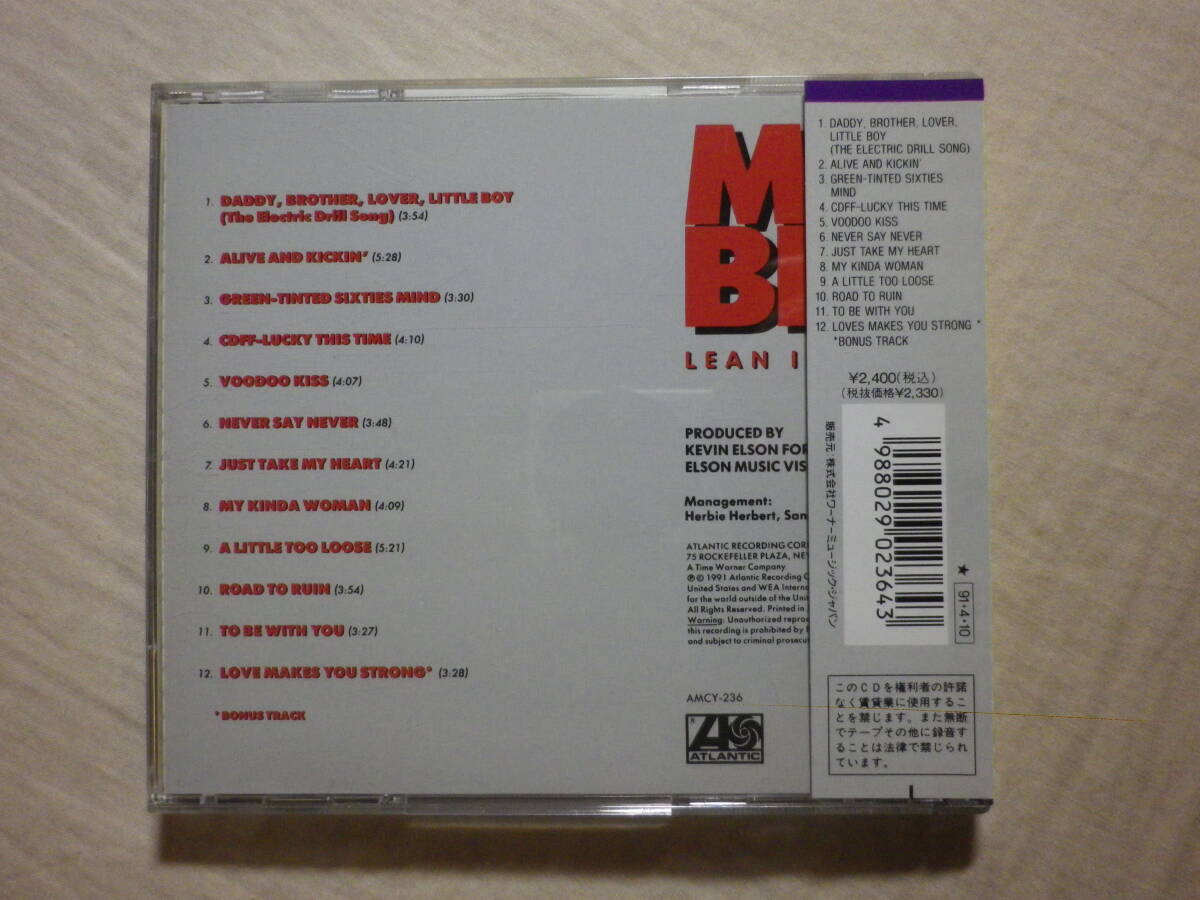 1. DADDY, BROTHER, LOVER, LITTLE BOY
(The Electric Drill Song) (3:54)
2. ALIVE AND KICKIN' (5:28)
3. GREEN-TINTED SIXTIES MIND (3:30)
4. CDFF-LUCKY THIS TIME (4:10)
5. VOODOO KISS (4:07)
6. NEVER SAY NEVER (3:48)
7. JUST TAKE MY HEART (4:21)
8. MY KINDA WOMAN (4:09)
9. A LITTLE TOO LOOSE (5:21)
10. ROAD TO RUIN (3:54)
11. TO BE WITH YOU (3:27)
12. LOVE MAKES YOU STRONG* (3:28)
*BONUS TRACK
M
B
LEAN I
PRODUCED BY
KEVIN ELSON FOR
ELSON MUSIC VIS
Management:
Herbie Herbert, San
ATLANTIC RECORDING COR
75 ROCKEFELLER PLAZA, NE
A Time Warner Company
℗ © 1991 Atlantic Recording C
United States and WEA Interna
for the world outside of the Unit
All Rights Reserved. Printed in
Warning: Unauthorized repro
this recording is prohibited by
and subject to criminal prosecu
AMCY-236
ATLANTIC
1. DADDY, BROTHER, LOVER,
LITTLE BOY
(THE ELECTRIC DRILL SONG)
2. ALIVE AND KICKIN'
3. GREEN-TINTED SIXTIES
MIND
4. CDFF-LUCKY THIS TIME
5. VOODOO KISS
6. NEVER SAY NEVER
7. JUST TAKE MY HEART
8. MY KINDA WOMAN
9. A LITTLE TOO LOOSE
10. ROAD TO RUIN
11. TO BE WITH YOU
12. LOVES MAKES YOU STRONG *
*BONUS TRACK
¥2,400(税込)
(税抜価格¥2,330)
販売元:株式会社ワーナーミュージック・ジャパン
4 988029 023643
★ '91・4・10
このCDを権利者の許諾
なく賃貸業に使用するこ
とを禁じます。また無断
でテープその他に録音す
ることは法律で禁じられ
ています。